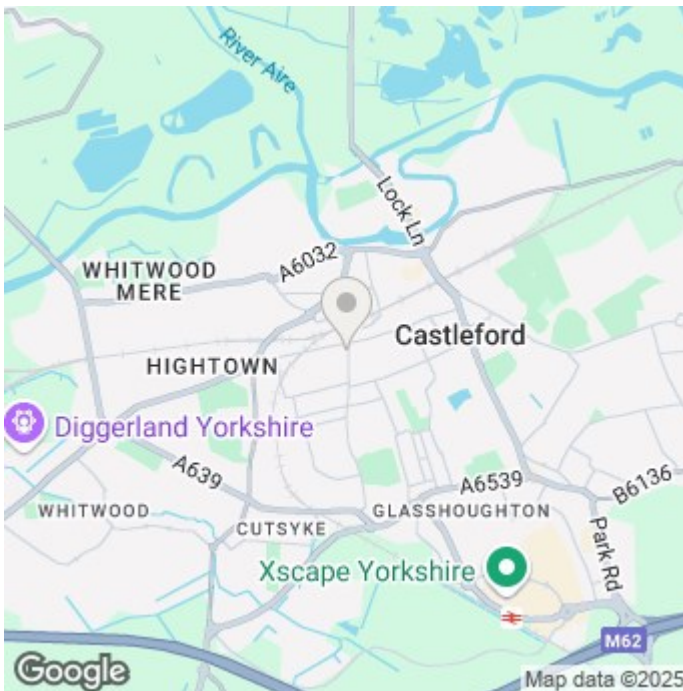 River Aire
Lock Ln
A6032
WHITWOOD
MERE
Castleford
HIGHTOWN
Diggerland Yorkshire
A639
A6539
B6136
WHITWOOD
GLASSHOUGHTON
CUTSYKE
Park Rd
Xscape Yorkshire
M62
Google
Map data ©2025